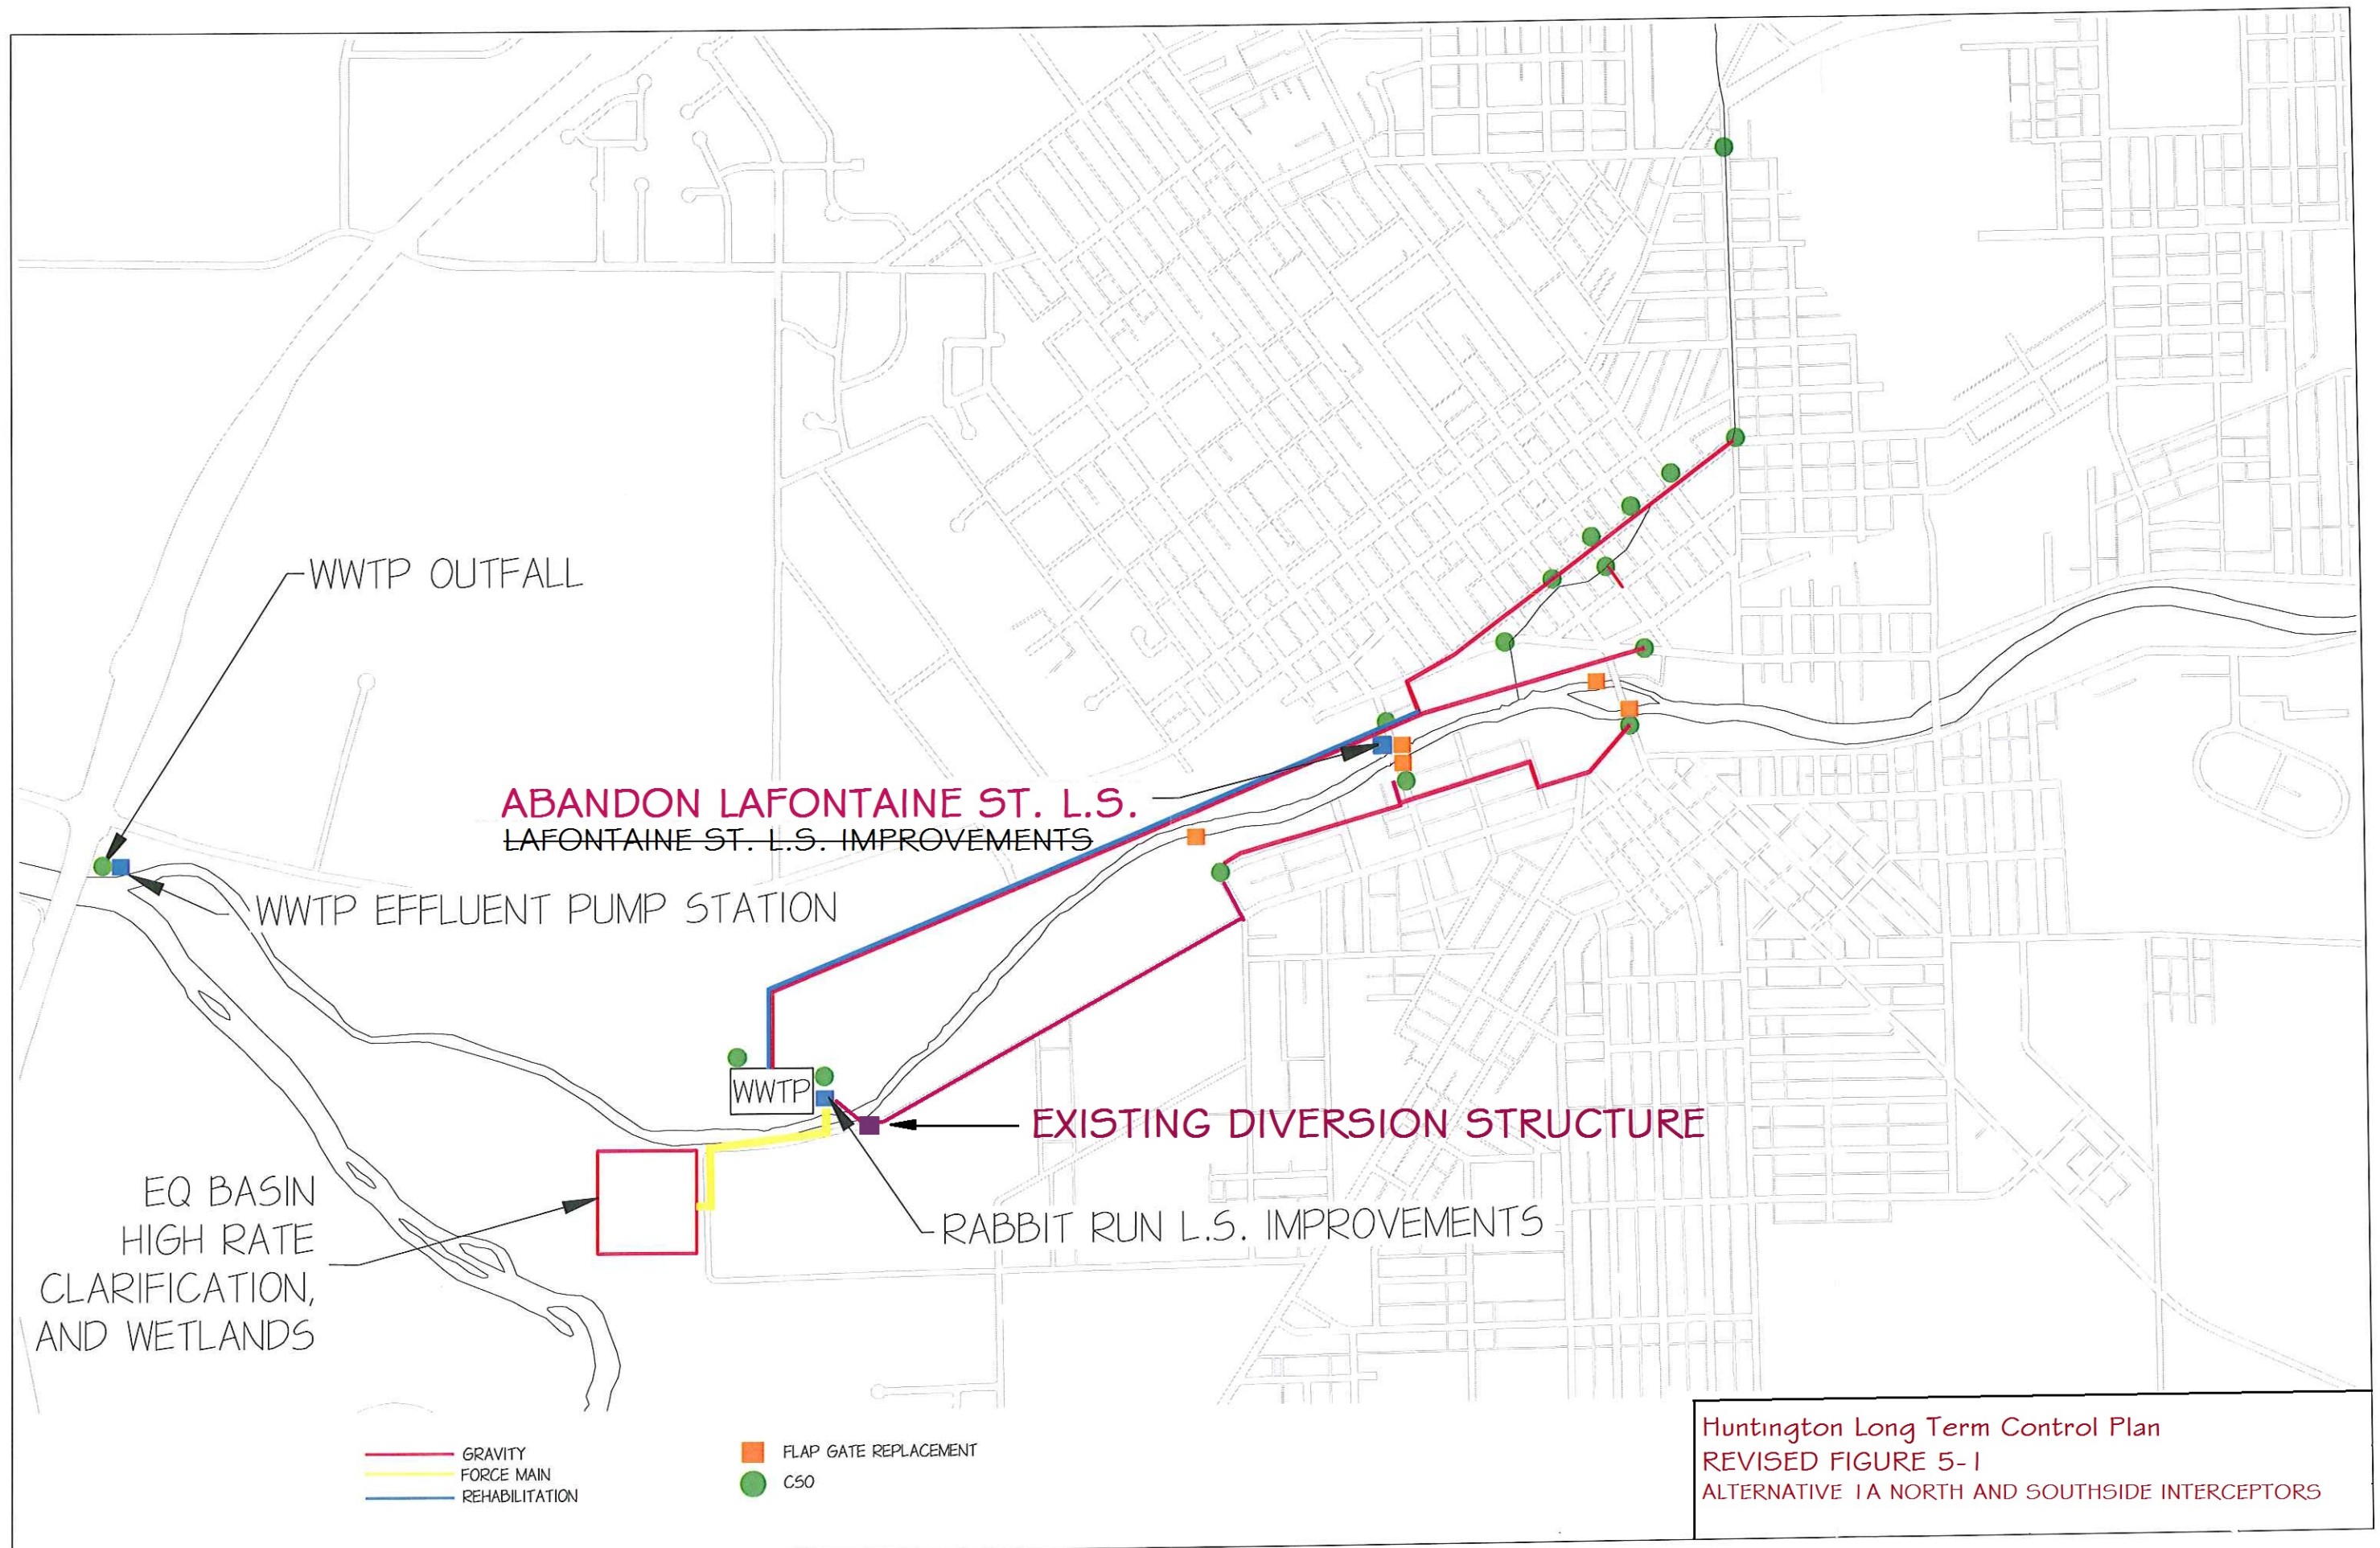 WWTP OUTFALL
ABANDON LAFONTAINE ST. L.S.
LAFONTAINE ST. L.S. IMPROVEMENTS
WWTP EFFLUENT PUMP STATION
WWTP
EXISTING DIVERSION STRUCTURE
RABBIT RUN L.S. IMPROVEMENTS
EQ BASIN
HIGH RATE
CLARIFICATION,
AND WETLANDS
GRAVITY
FORCE MAIN
REHABILITATION
FLAP GATE REPLACEMENT
CSO
Huntington Long Term Control Plan
REVISED FIGURE 5-1
ALTERNATIVE 1A NORTH AND SOUTHSIDE INTERCEPTORS